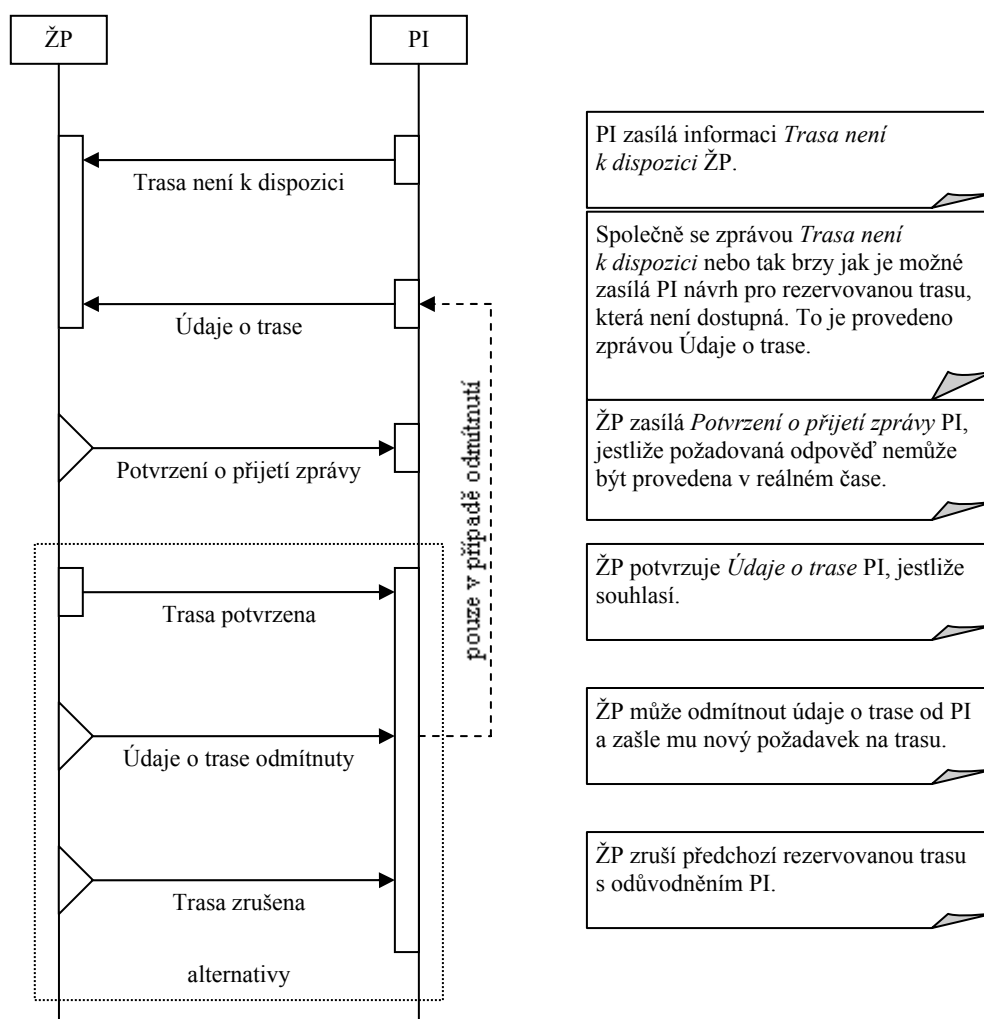 ŽP
PI
Trasa není k dispozici
Údaje o trase
Potvrzení o přijetí zprávy
pouze v případě odmítnutí
Trasa potvrzena
Údaje o trase odmítnuty
Trasa zrušena
alternativy
PI zasílá informaci Trasa není
k dispozici ŽP.
Společně se zprávou Trasa není
k dispozici nebo tak brzy jak je možné
zasílá PI návrh pro rezervovanou trasu,
která není dostupná. To je provedeno
zprávou Údaje o trase.
ŽP zasílá Potvrzení o přijetí zprávy PI,
jestliže požadovaná odpověď nemůže
být provedena v reálném čase.
ŽP potvrzuje Údaje o trase PI, jestliže
souhlasí.
ŽP může odmítnout údaje o trase od PI
a zašle mu nový požadavek na trasu.
ŽP zruší předchozí rezervovanou trasu
s odůvodněním PI.